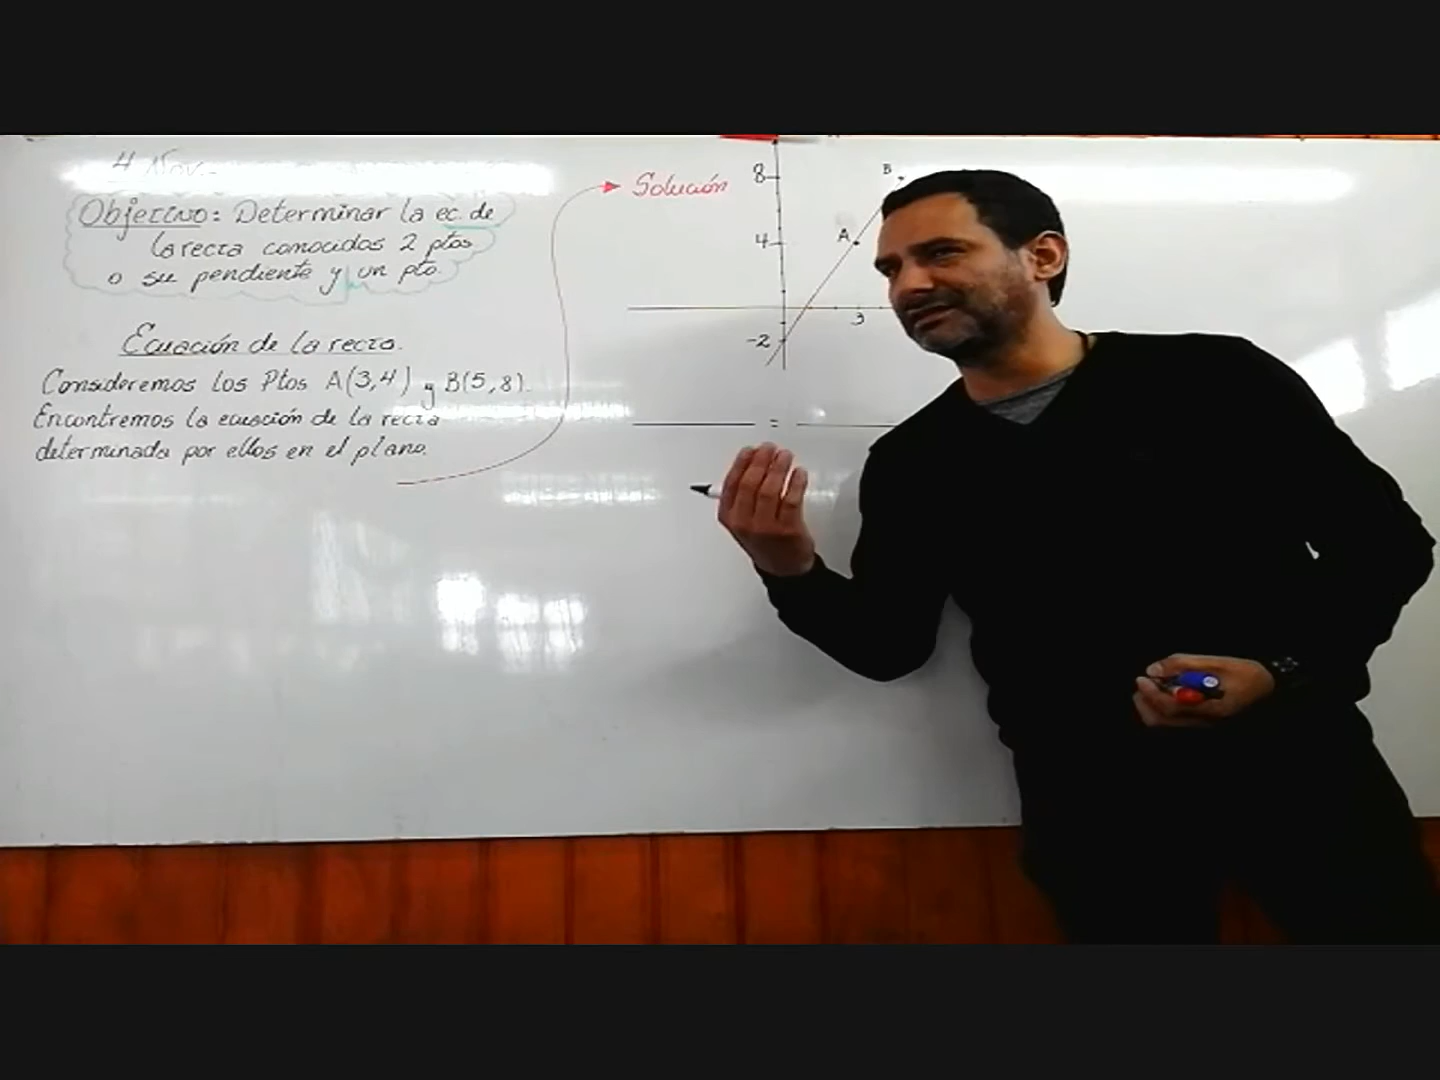 4 Nov.-
Objetivo: Determinar la ec. de
la recta conocidos 2 ptos
o su pendiente y un pto.
Ecuación de la recta.
Consideremos los Ptos A(3,4) y B(5,8).
Encontremos la ecuación de la recta
determinada por ellos en el plano.
Solución
8
B
4
A
3
-2
=